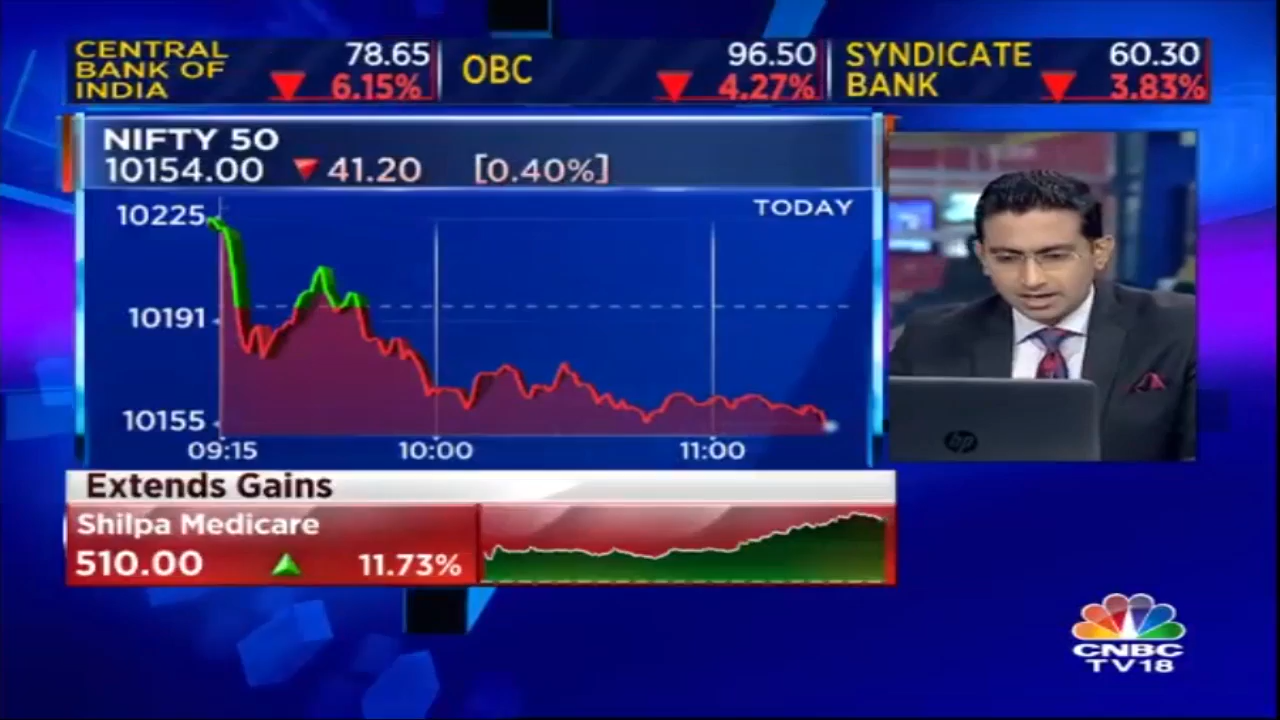 CENTRAL BANK OF INDIA 78.65 ▼ 6.15%
OBC 96.50 ▼ 4.27%
SYNDICATE BANK 60.30 ▼ 3.83%
NIFTY 50
10154.00 ▼ 41.20 [0.40%]
TODAY
10225
10191
10155
09:15 10:00 11:00
hp
Extends Gains
Shilpa Medicare
510.00 ▲ 11.73%
CNBC
TV18